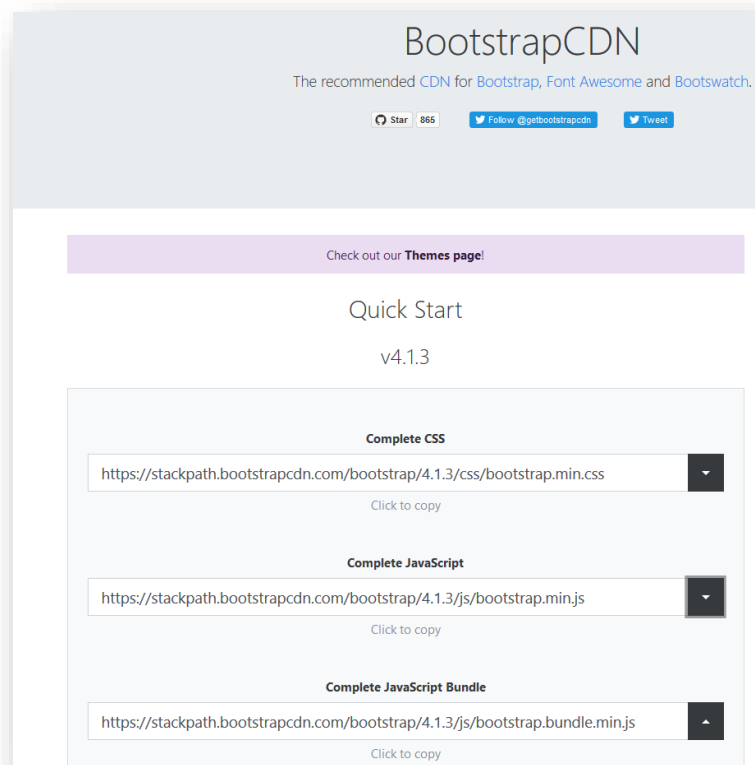 BootstrapCDN
The recommended CDN for Bootstrap, Font Awesome and Bootswatch.
Star 865 Follow @getbootstrapcdn Tweet
Check out our Themes page!
Quick Start
v4.1.3
Complete CSS
https://stackpath.bootstrapcdn.com/bootstrap/4.1.3/css/bootstrap.min.css
Click to copy
Complete JavaScript
https://stackpath.bootstrapcdn.com/bootstrap/4.1.3/js/bootstrap.min.js
Click to copy
Complete JavaScript Bundle
https://stackpath.bootstrapcdn.com/bootstrap/4.1.3/js/bootstrap.bundle.min.js
Click to copy